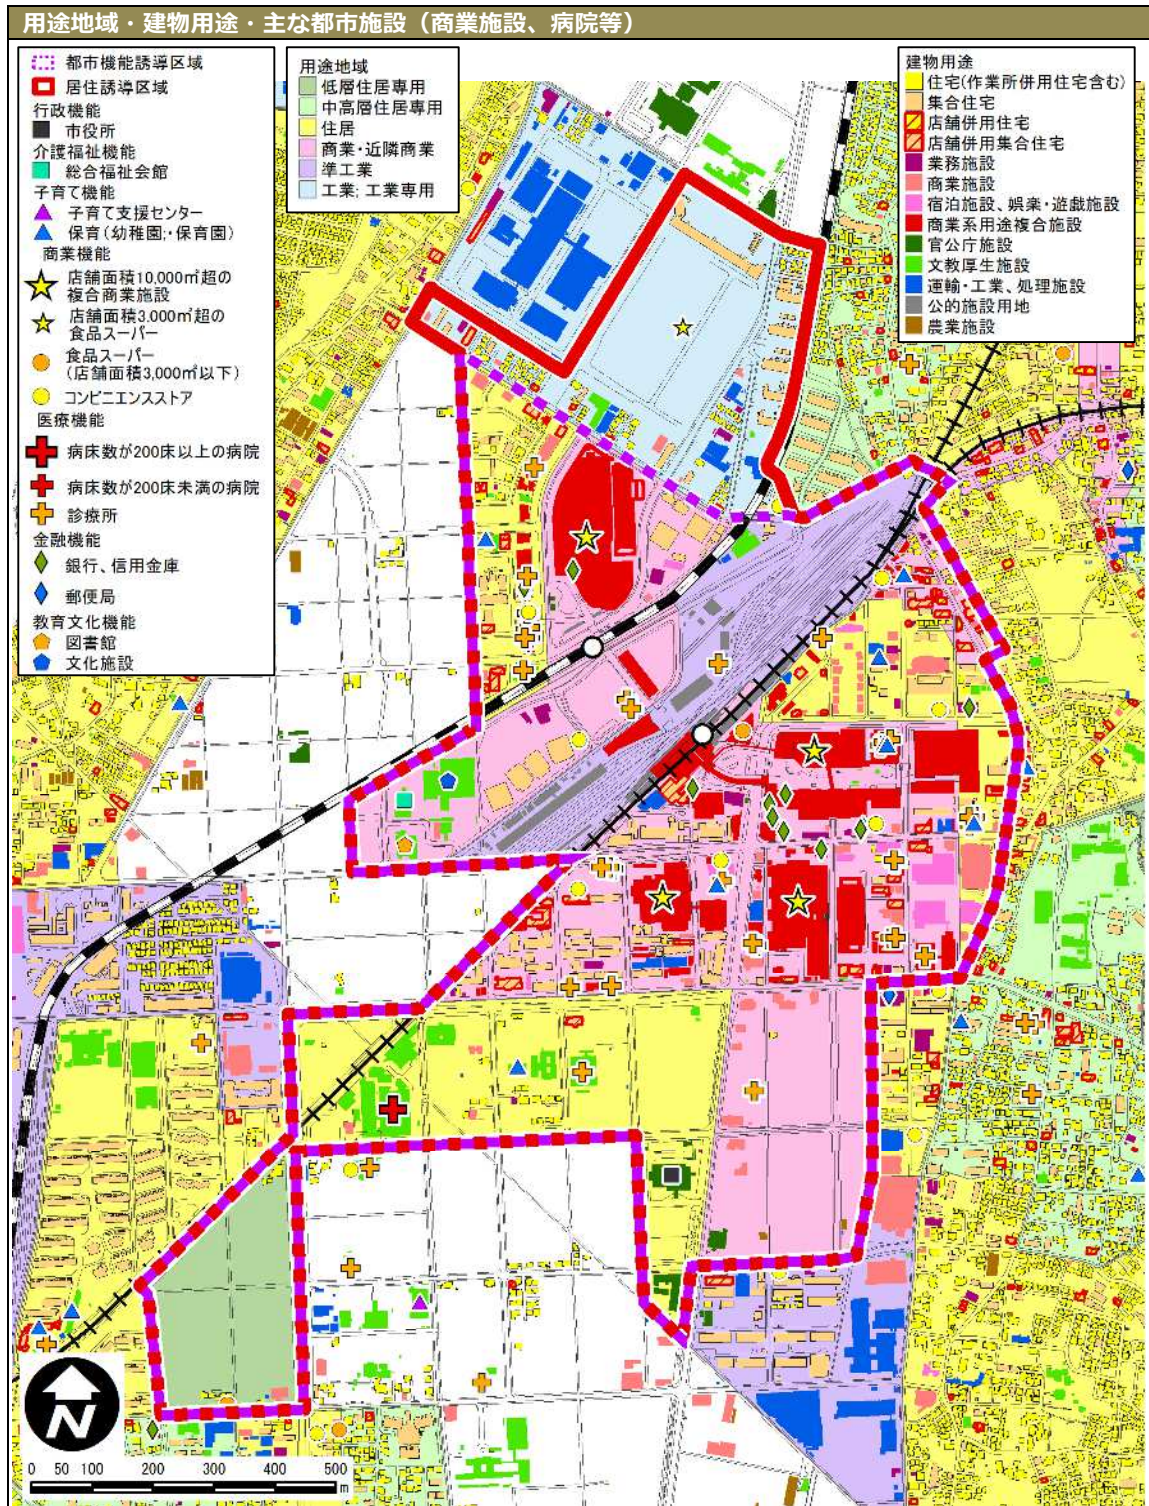 用途地域・建物用途・主な都市施設（商業施設、病院等）
都市機能誘導区域
居住誘導区域
行政機能
市役所
介護福祉機能
総合福祉会館
子育て機能
子育て支援センター
保育(幼稚園;・保育園)
商業機能
店舗面積10,000㎡超の
複合商業施設
店舗面積3,000㎡超の
食品スーパー
食品スーパー
(店舗面積3,000㎡以下)
コンビニエンスストア
医療機能
病床数が200床以上の病院
病床数が200床未満の病院
診療所
金融機能
銀行、信用金庫
郵便局
教育文化機能
図書館
文化施設
用途地域
低層住居専用
中高層住居専用
住居
商業・近隣商業
準工業
工業;工業専用
建物用途
住宅(作業所併用住宅含む)
集合住宅
店舗併用住宅
店舗併用集合住宅
業務施設
商業施設
宿泊施設、娯楽・遊戯施設
商業系用途複合施設
官公庁施設
文教厚生施設
運輸・工業、処理施設
公的施設用地
農業施設
N
0 50 100 200 300 400 500
m